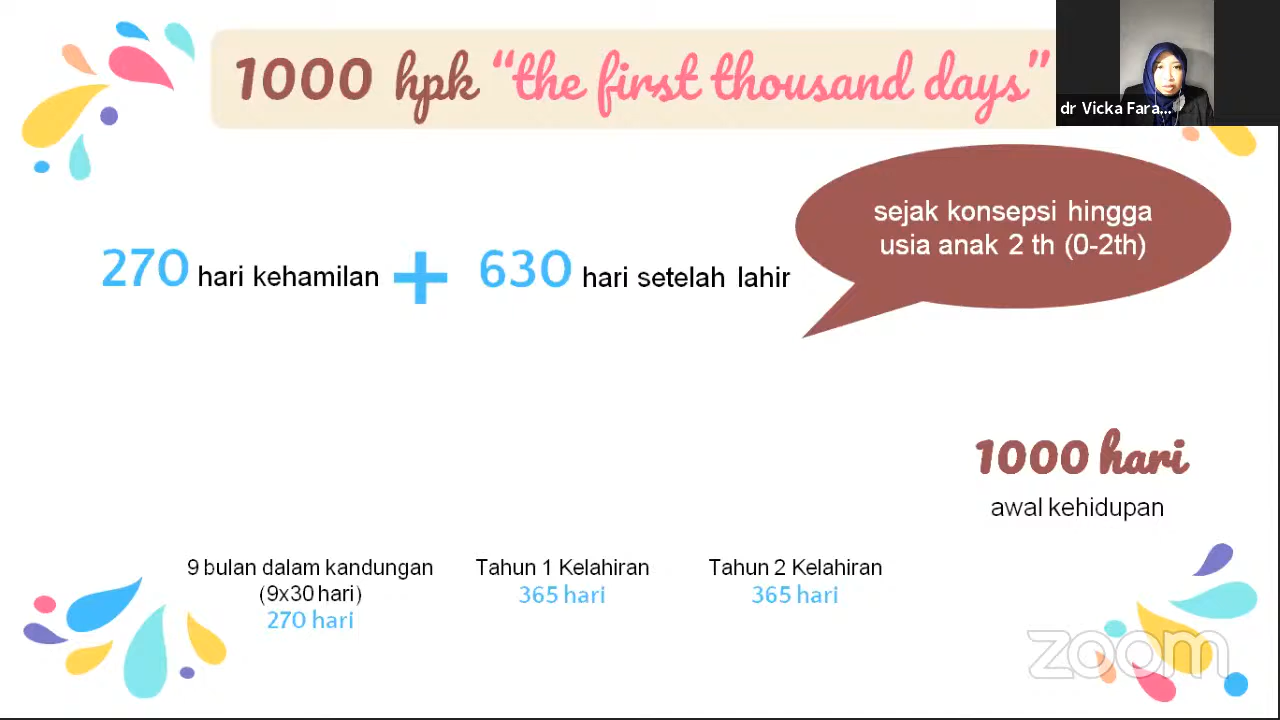 1000 hpk “the first thousand days”
dr Vicka Fara...
sejak konsepsi hingga
usia anak 2 th (0-2th)
270 hari kehamilan + 630 hari setelah lahir
1000 hari
awal kehidupan
9 bulan dalam kandungan
(9x30 hari)
270 hari
Tahun 1 Kelahiran
365 hari
Tahun 2 Kelahiran
365 hari
zoom